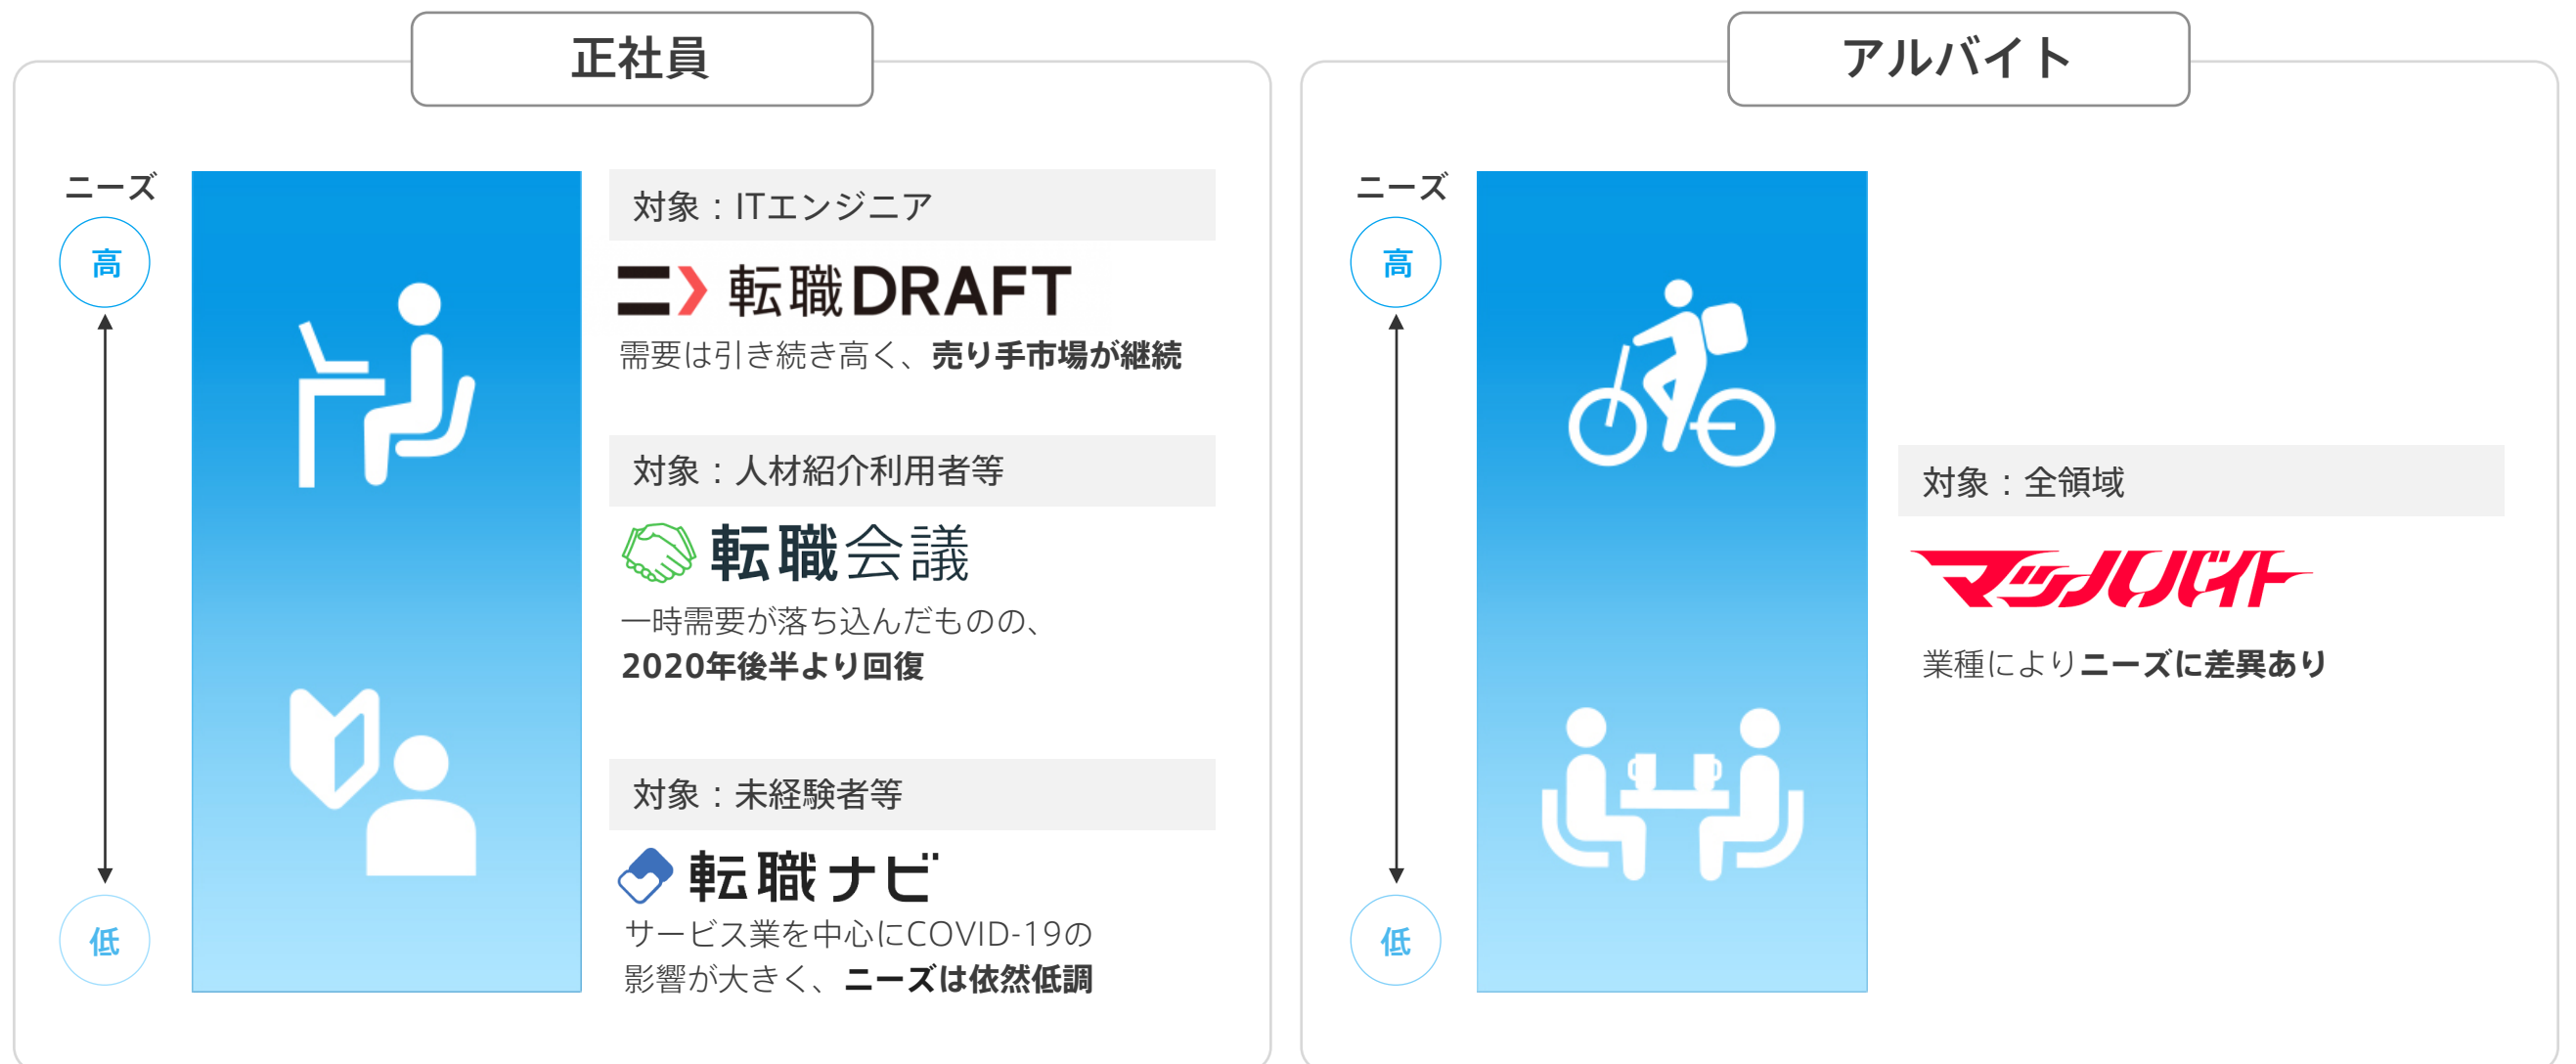 正社員
ニーズ
高
低
対象：ITエンジニア
転職DRAFT
需要は引き続き高く、売り手市場が継続
対象：人材紹介利用者等
転職会議
一時需要が落ち込んだものの、
2020年後半より回復
対象：未経験者等
転職ナビ
サービス業を中心にCOVID-19の
影響が大きく、ニーズは依然低調
アルバイト
ニーズ
高
低
対象：全領域
マッハバイト
業種によりニーズに差異あり